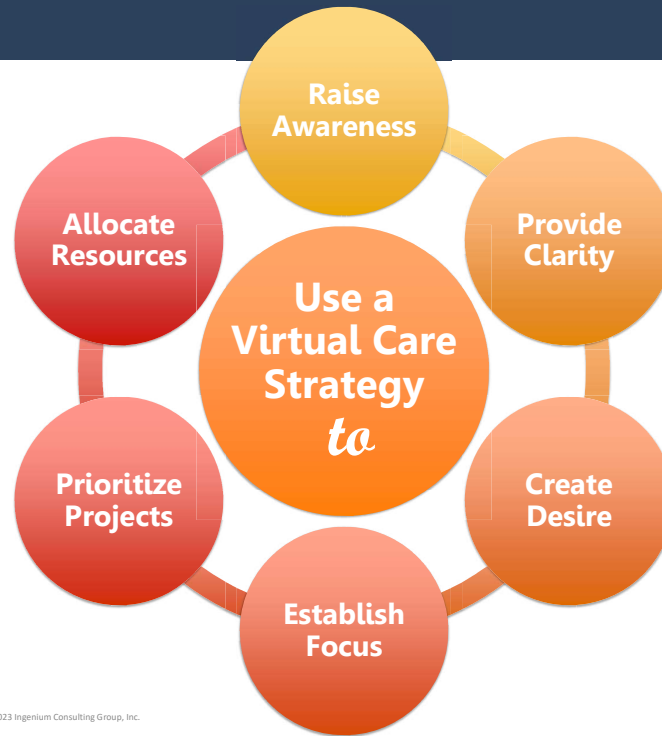 Raise
Awareness
Provide
Clarity
Create
Desire
Establish
Focus
Prioritize
Projects
Allocate
Resources
Use a
Virtual Care
Strategy
to
23 Ingenium Consulting Group, Inc.